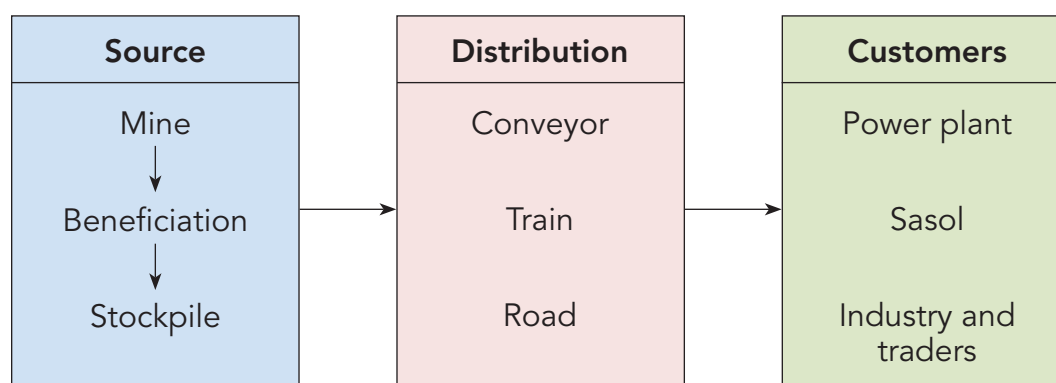 Source
Mine
Beneficiation
Stockpile
Distribution
Conveyor
Train
Road
Customers
Power plant
Sasol
Industry and
traders